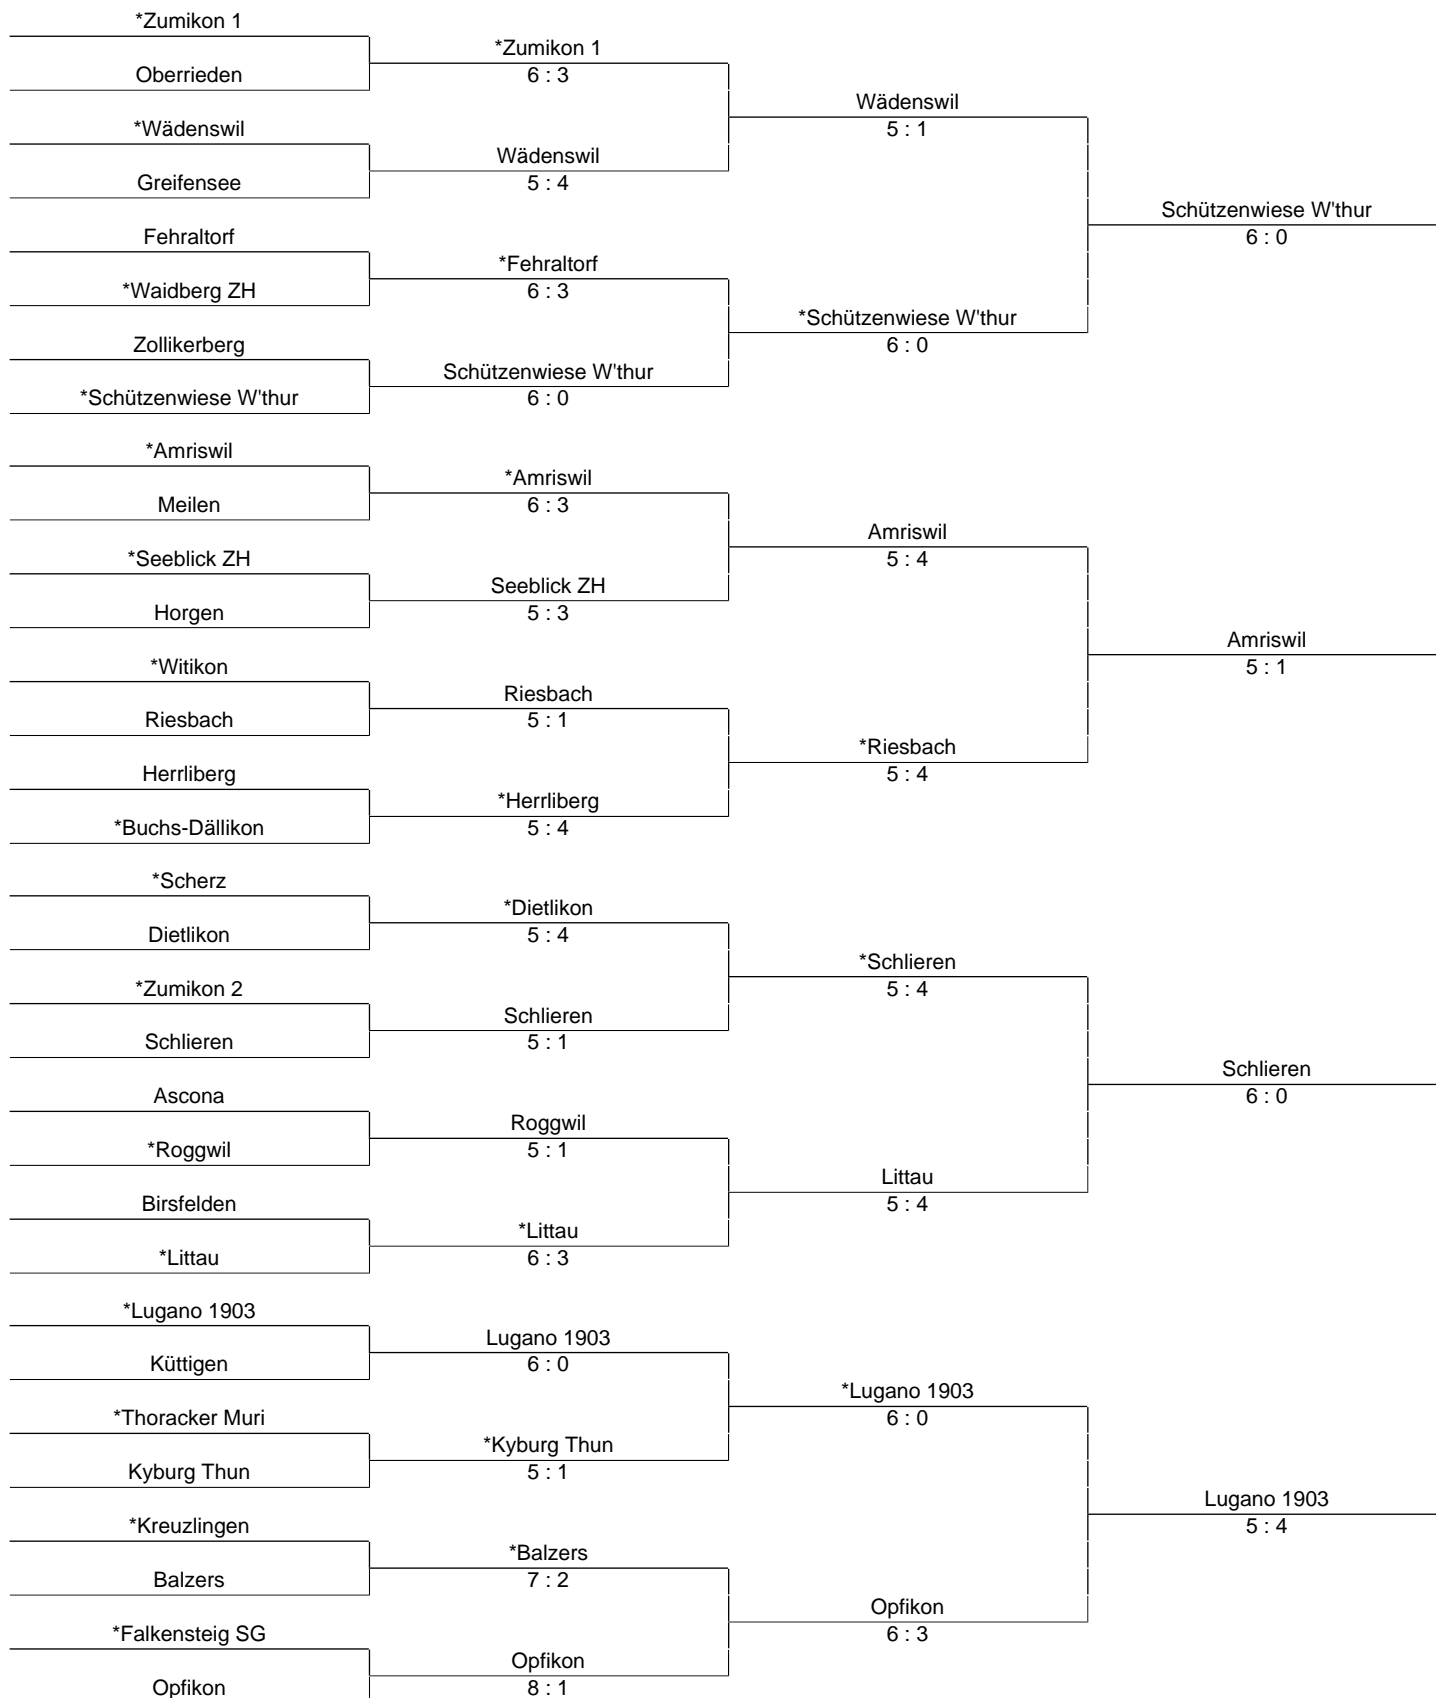 *Zumikon 1
Oberrieden
*Wädenswil
Greifensee
Fehraltorf
*Waidberg ZH
Zollikerberg
*Schützenwiese W'thur
*Amriswil
Meilen
*Seeblick ZH
Horgen
*Witikon
Riesbach
Herrliberg
*Buchs-Dällikon
*Scherz
Dietlikon
*Zumikon 2
Schlieren
Ascona
*Roggwil
Birsfelden
*Littau
*Lugano 1903
Küttigen
*Thoracker Muri
Kyburg Thun
*Kreuzlingen
Balzers
*Falkensteig SG
Opfikon
*Zumikon 1
6 : 3
Wädenswil
5 : 4
*Fehraltorf
6 : 3
Schützenwiese W'thur
6 : 0
*Amriswil
6 : 3
Seeblick ZH
5 : 3
Riesbach
5 : 1
*Herrliberg
5 : 4
*Dietlikon
5 : 4
Schlieren
5 : 1
Roggwil
5 : 1
*Littau
6 : 3
Lugano 1903
6 : 0
*Kyburg Thun
5 : 1
*Balzers
7 : 2
Opfikon
8 : 1
Wädenswil
5 : 1
*Schützenwiese W'thur
6 : 0
Amriswil
5 : 4
*Riesbach
5 : 4
*Schlieren
5 : 4
Littau
5 : 4
*Lugano 1903
6 : 0
Opfikon
6 : 3
Schützenwiese W'thur
6 : 0
Amriswil
5 : 1
Schlieren
6 : 0
Lugano 1903
5 : 4